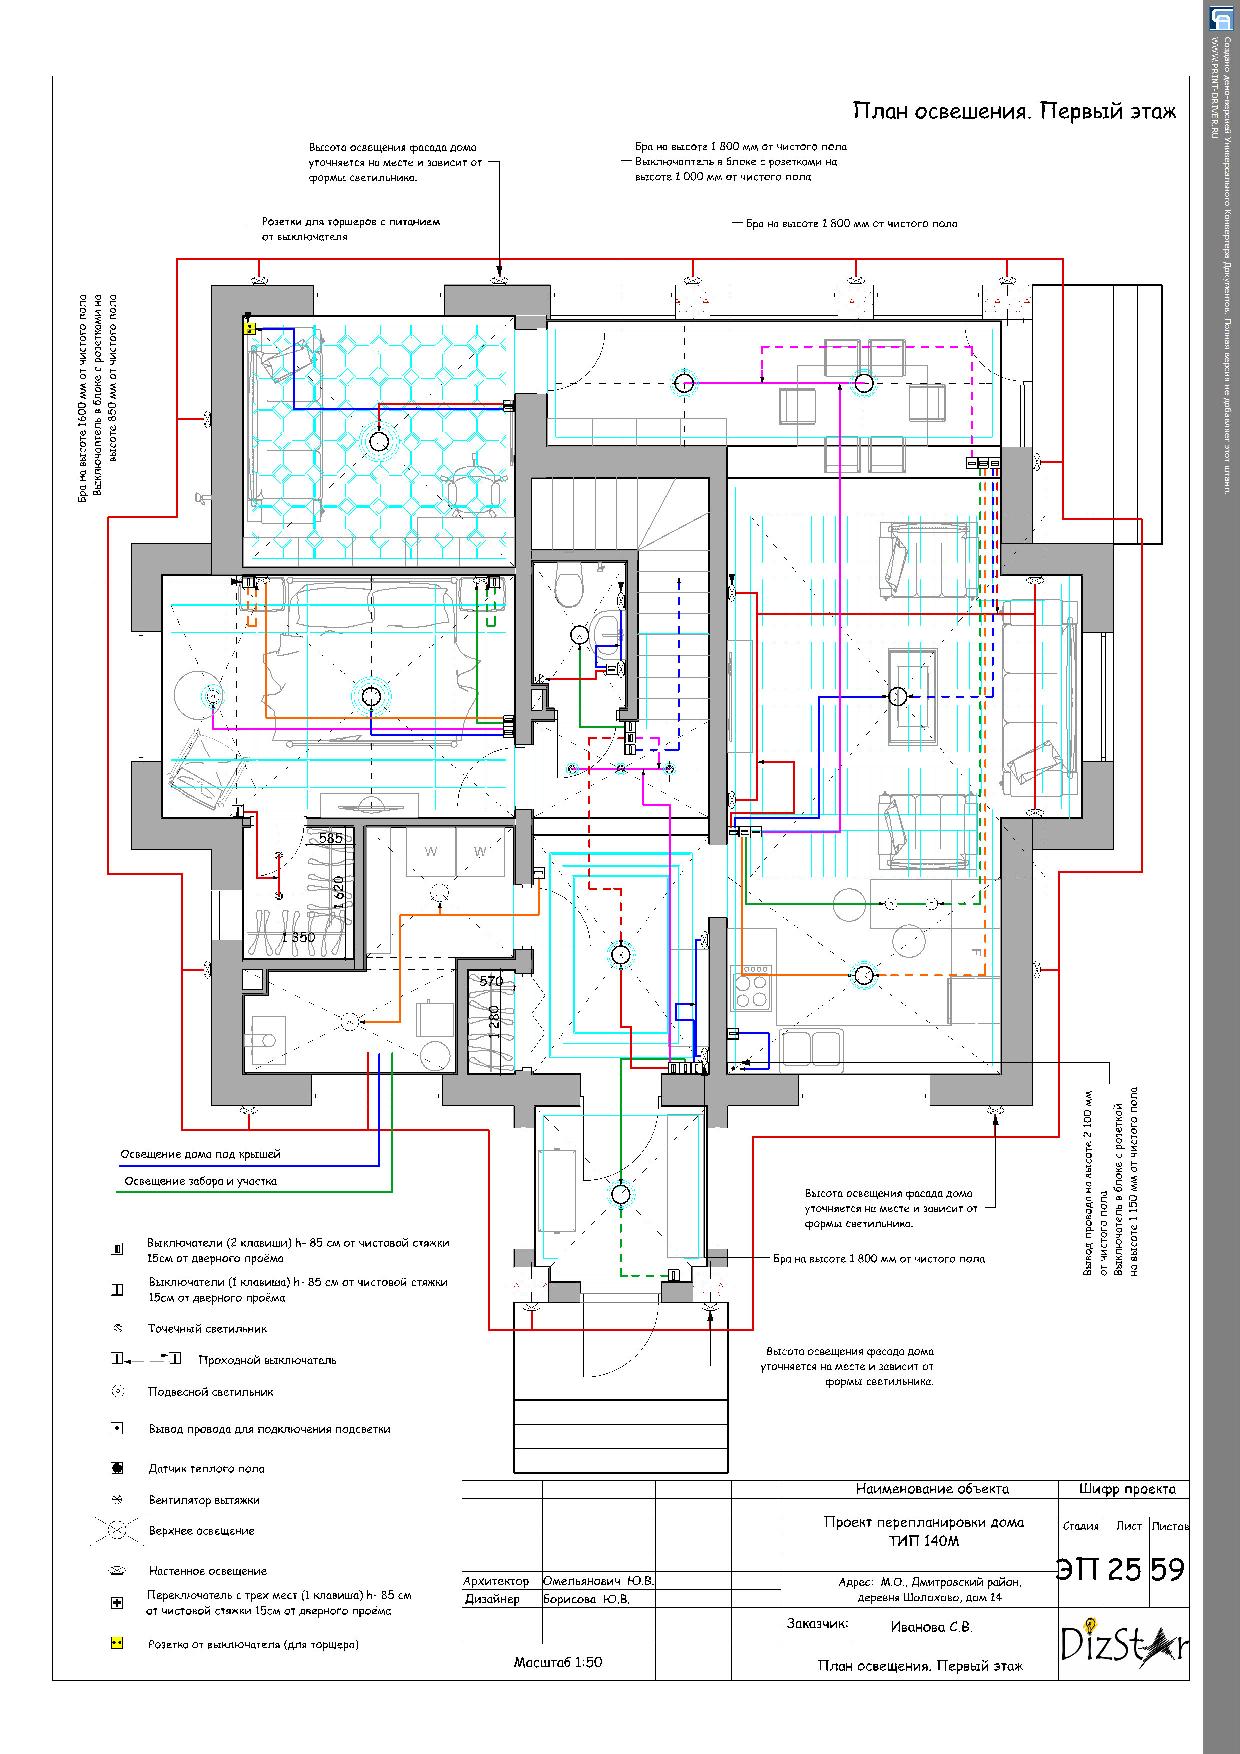 Создано демо-версией Универсального Конвертера Документов. Полная версия не добавляет этот штамп.
WWW.PRINT-DRIVER.RU
План освешения. Первый этаж
Высота освещения фасада дома
уточняется на месте и зависит от
формы светильника.
Бра на высоте 1 800 мм от чистого пола
Выключаптель в блоке с розетками на
высоте 1 000 мм от чистого пола
Розетки для торшеров с питанием
от выключателя
Бра на высоте 1 800 мм от чистого пола
Бра на высоте 1600 мм от чистого пола
Выключаптель в блоке с розетками на
высоте 850 мм от чистого пола
585
1 620
1 350
W
W
570
1 280
F
Освещение дома под крышей
Освещение забора и участка
Высота освещения фасада дома
уточняется на месте и зависит от
формы светильника.
Бра на высоте 1 800 мм от чистого пола
Вывод провода на высоте 2 100 мм
от чистого пола
Выключатель в блоке с розеткой
на высоте 1 150 мм от чистого пола
Высота освещения фасада дома
уточняется на месте и зависит от
формы светильника.
Выключатели (2 клавиши) h- 85 см от чистовой стяжки
15см от дверного проёма
Выключатели (1 клавиша) h- 85 см от чистовой стяжки
15см от дверного проёма
Точечный светильник
Проходной выключатель
Подвесной светильник
Вывод провода для подключения подсветки
Датчик теплого пола
Вентилятор вытяжки
Верхнее освещение
Настенное освещение
Переключатель с трех мест (1 клавиша) h- 85 см
от чистовой стяжки 15см от дверного проёма
Розетка от выключателя (для торшера)
Наименование объекта
Шифр проекта
Проект перепланировки дома
ТИП 140М
Стадия Лист Листов
ЭП 25 59
Архитектор Омельянович Ю.В.
Дизайнер Борисова Ю.В.
Адрес: М.О., Дмитровский район,
деревня Шолохово, дом 14
Заказчик: Иванова С.В.
Масштаб 1:50
План освещения. Первый этаж
DizStAr